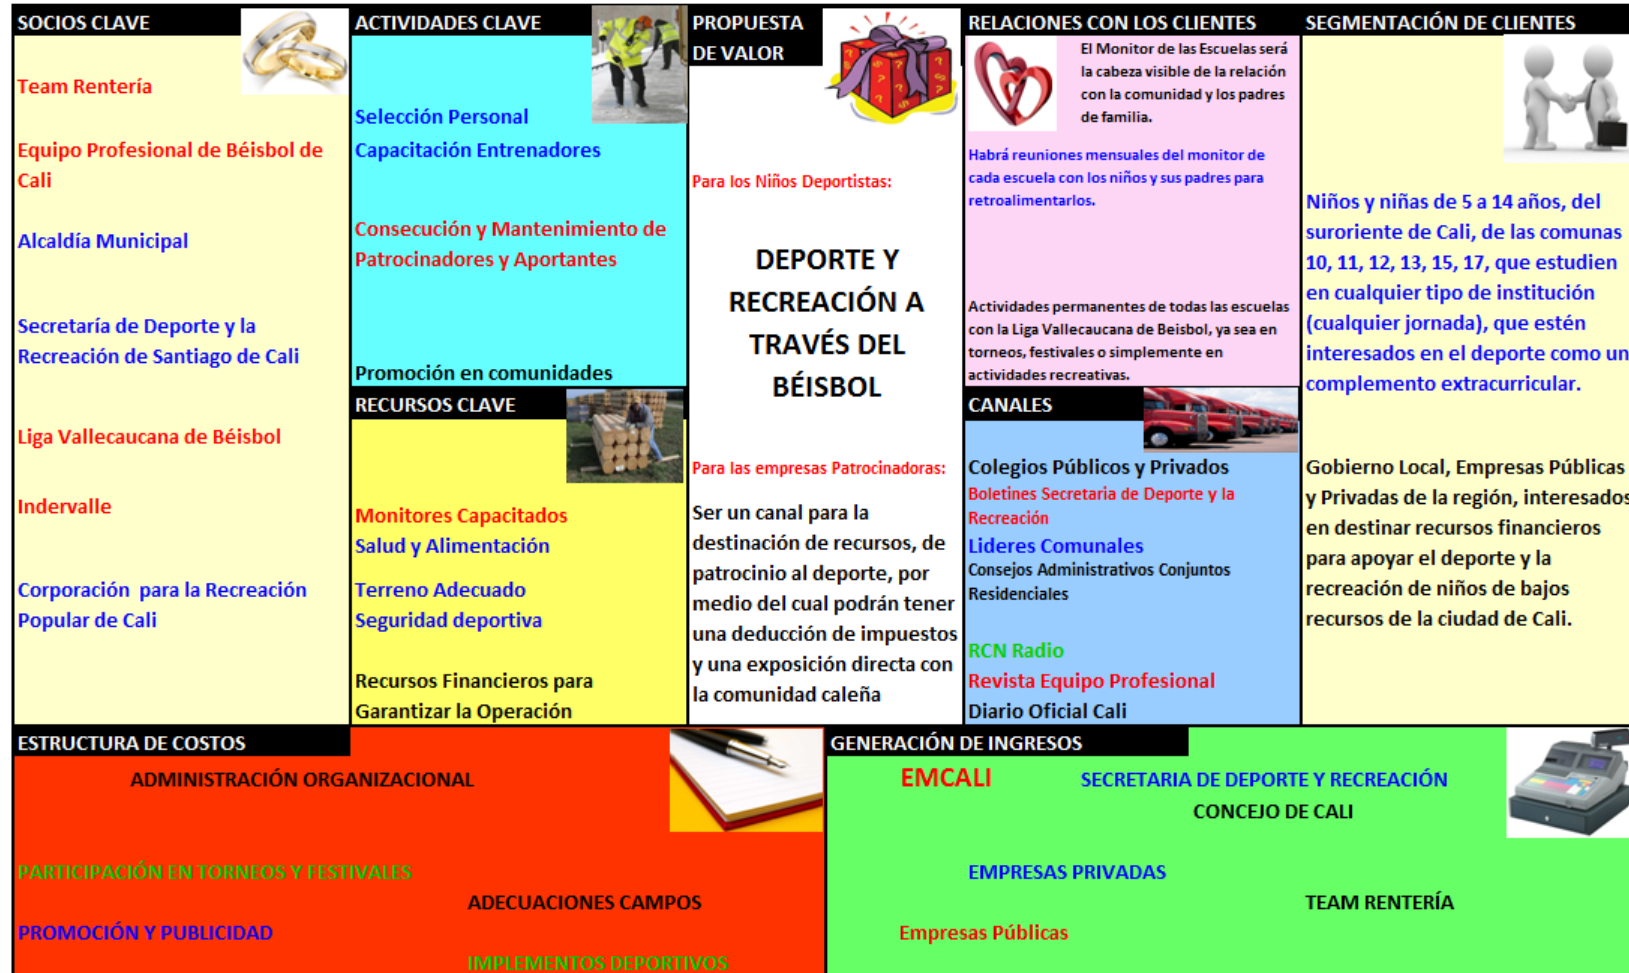 SOCIOS CLAVE
Team Rentería
Equipo Profesional de Béisbol de
Cali
Alcaldía Municipal
Secretaría de Deporte y la
Recreación de Santiago de Cali
Liga Vallecaucana de Béisbol
Indervalle
Corporación para la Recreación
Popular de Cali
ACTIVIDADES CLAVE
Selección Personal
Capacitación Entrenadores
Consecución y Mantenimiento de
Patrocinadores y Aportantes
Promoción en comunidades
RECURSOS CLAVE
Monitores Capacitados
Salud y Alimentación
Terreno Adecuado
Seguridad deportiva
Recursos Financieros para
Garantizar la Operación
PROPUESTA
DE VALOR
Para los Niños Deportistas:
DEPORTE Y
RECREACIÓN A
TRAVÉS DEL
BÉISBOL
Para las empresas Patrocinadoras:
Ser un canal para la
destinación de recursos, de
patrocinio al deporte, por
medio del cual podrán tener
una deducción de impuestos
y una exposición directa con
la comunidad caleña
RELACIONES CON LOS CLIENTES
El Monitor de las Escuelas será
la cabeza visible de la relación
con la comunidad y los padres
de familia.
Habrá reuniones mensuales del monitor de
cada escuela con los niños y sus padres para
retroalimentarlos.
Actividades permanentes de todas las escuelas
con la Liga Vallecaucana de Beisbol, ya sea en
torneos, festivales o simplemente en
actividades recreativas.
CANALES
Colegios Públicos y Privados
Boletines Secretaria de Deporte y la
Recreación
Lideres Comunales
Consejos Administrativos Conjuntos
Residenciales
RCN Radio
Revista Equipo Profesional
Diario Oficial Cali
SEGMENTACIÓN DE CLIENTES
Niños y niñas de 5 a 14 años, del
suroriente de Cali, de las comunas
10, 11, 12, 13, 15, 17, que estudien
en cualquier tipo de institución
(cualquier jornada), que estén
interesados en el deporte como un
complemento extracurricular.
Gobierno Local, Empresas Públicas
y Privadas de la región, interesados
en destinar recursos financieros
para apoyar el deporte y la
recreación de niños de bajos
recursos de la ciudad de Cali.
ESTRUCTURA DE COSTOS
ADMINISTRACIÓN ORGANIZACIONAL
PARTICIPACIÓN EN TORNEOS Y FESTIVALES
ADECUACIONES CAMPOS
PROMOCIÓN Y PUBLICIDAD
IMPLEMENTOS DEPORTIVOS
GENERACIÓN DE INGRESOS
EMCALI
SECRETARIA DE DEPORTE Y RECREACIÓN
CONCEJO DE CALI
EMPRESAS PRIVADAS
TEAM RENTERÍA
Empresas Públicas